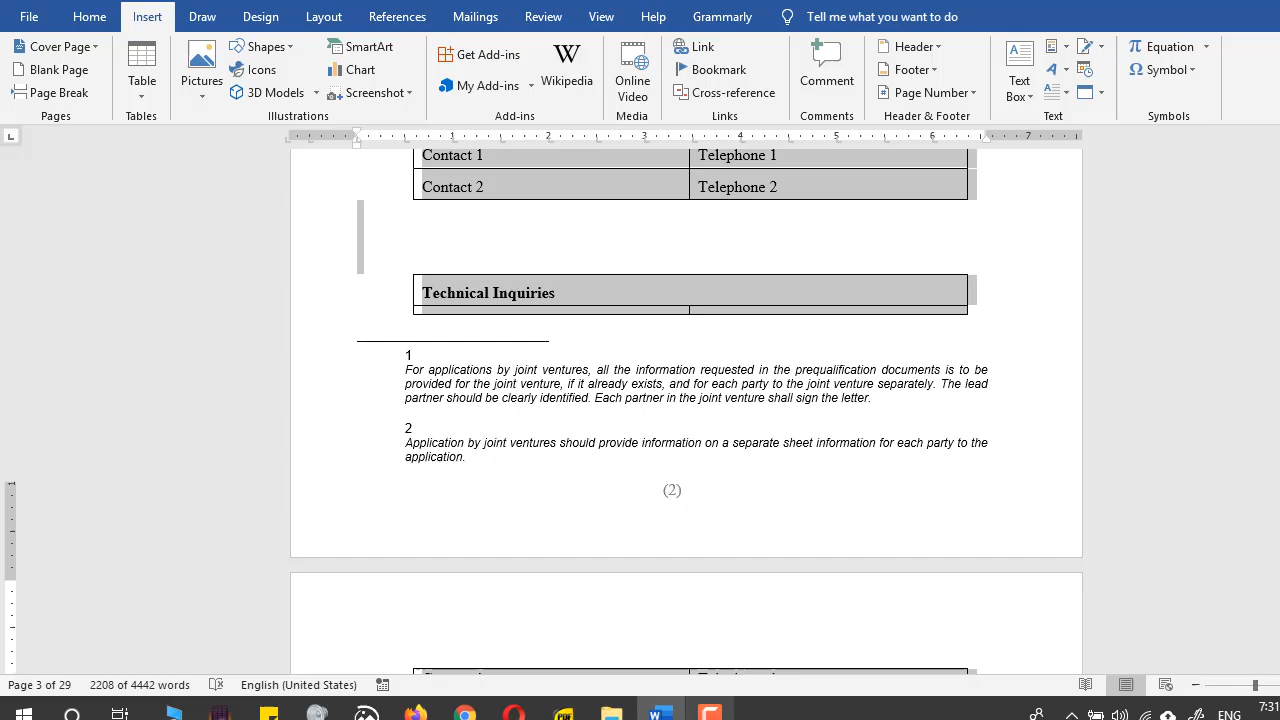 File Home Insert Draw Design Layout References Mailings Review View Help Grammarly Tell me what you want to do
Cover Page
Blank Page
Page Break
Pages
Table
Tables
Pictures
Shapes
Icons
3D Models
SmartArt
Chart
Screenshot
Illustrations
Get Add-ins
My Add-ins
Wikipedia
Add-ins
Online
Video
Media
Link
Bookmark
Cross-reference
Links
Comment
Comments
Header
Footer
Page Number
Header & Footer
Text
Box
Text
Equation
Symbol
Symbols
1 2 3 4 5 6 7
Contact 1 Telephone 1
Contact 2 Telephone 2
Technical Inquiries
1
For applications by joint ventures, all the information requested in the prequalification documents is to be
provided for the joint venture, if it already exists, and for each party to the joint venture separately. The lead
partner should be clearly identified. Each partner in the joint venture shall sign the letter.
2
Application by joint ventures should provide information on a separate sheet information for each party to the
application.
(2)
Page 3 of 29 2208 of 4442 words English (United States)
ENG 7:31